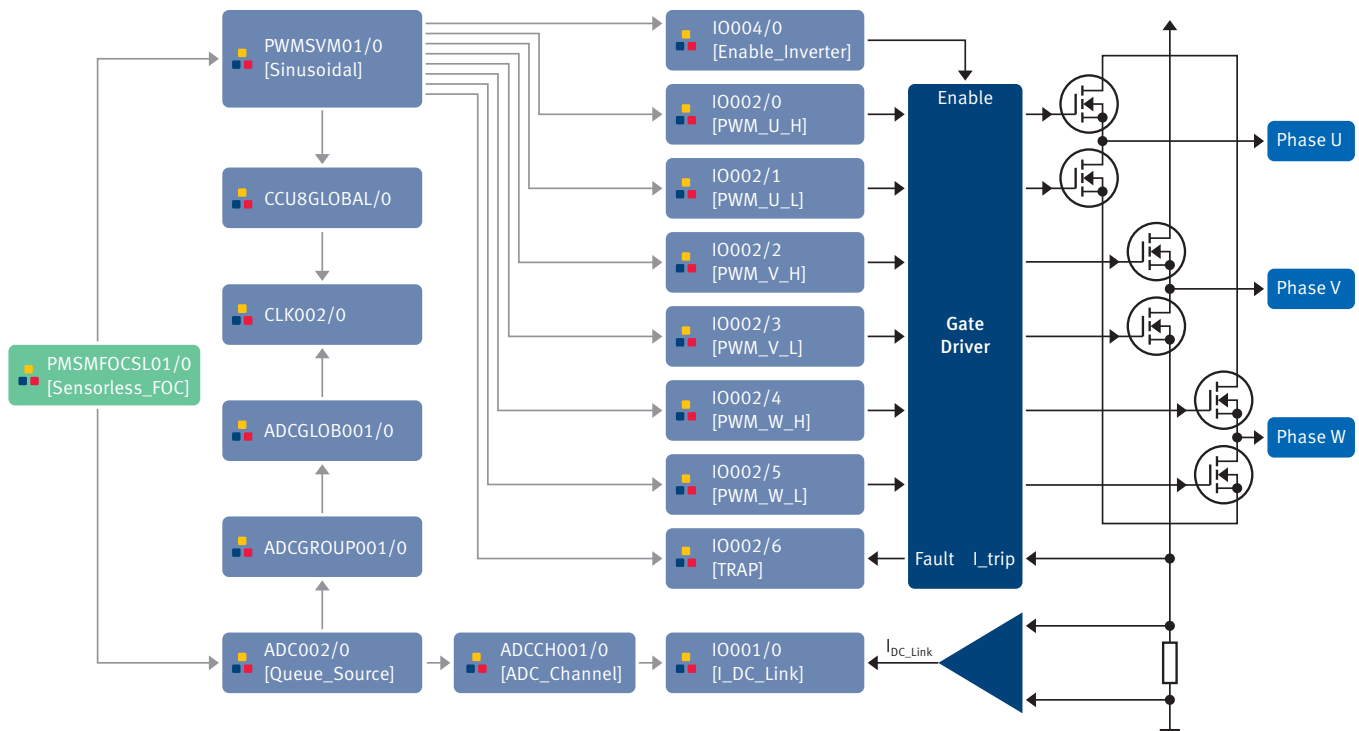 PWMSVM01/0
[Sinusoidal]
CCU8GLOBAL/0
CLK002/0
PMSMFOCSL01/0
[Sensorless_FOC]
ADCGLOB001/0
ADCGROUP001/0
ADC002/0
[Queue_Source]
ADCCH001/0
[ADC_Channel]
IO004/0
[Enable_Inverter]
IO002/0
[PWM_U_H]
IO002/1
[PWM_U_L]
IO002/2
[PWM_V_H]
IO002/3
[PWM_V_L]
IO002/4
[PWM_W_H]
IO002/5
[PWM_W_L]
IO002/6
[TRAP]
IO001/0
[I_DC_Link]
Enable
Gate
Driver
Fault I_trip
I_DC_Link
Phase U
Phase V
Phase W